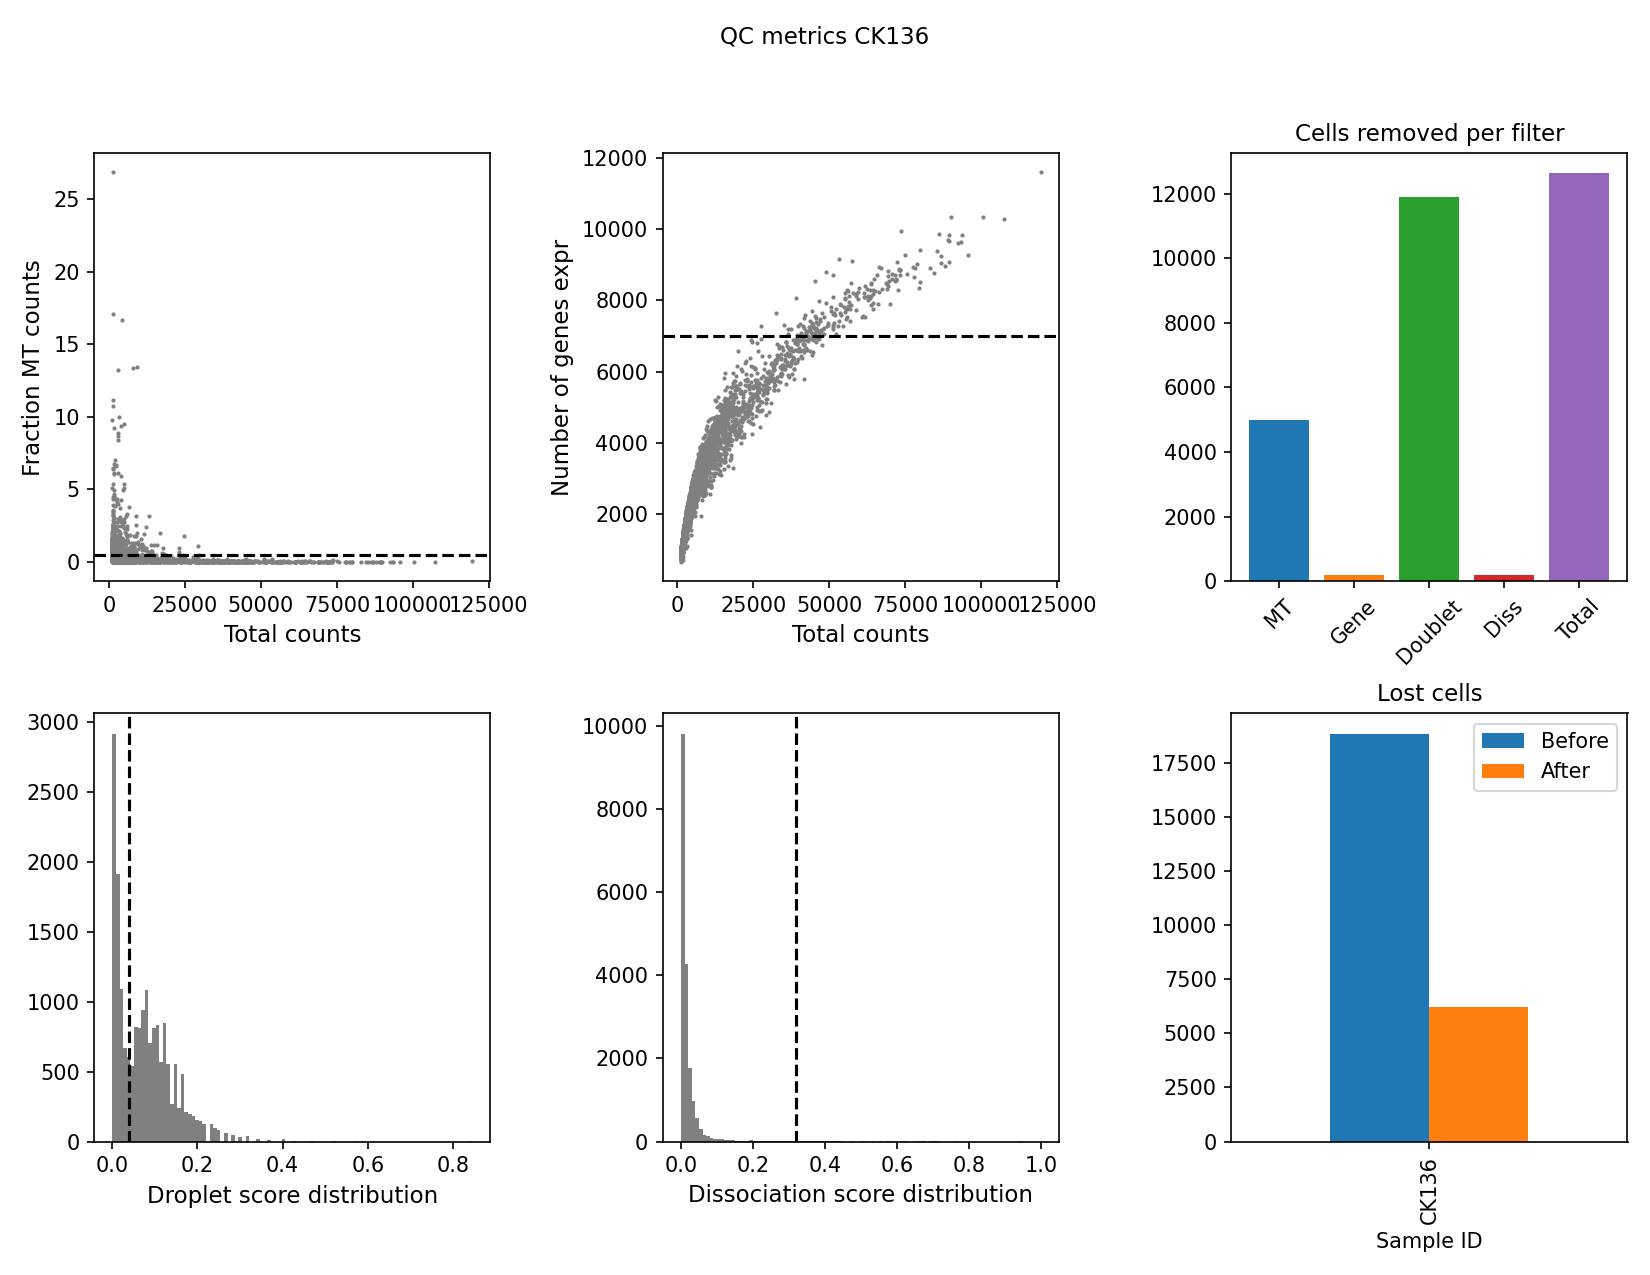 QC metrics CK136
Fraction MT counts
25
20
15
10
5
0
0 25000 50000 75000 100000 125000
Total counts
Number of genes expr
12000
10000
8000
6000
4000
2000
0 25000 50000 75000 100000 125000
Total counts
Cells removed per filter
12000
10000
8000
6000
4000
2000
0
MT Gene Doublet Diss Total
3000
2500
2000
1500
1000
500
0
0.0 0.2 0.4 0.6 0.8
Droplet score distribution
10000
8000
6000
4000
2000
0
0.0 0.2 0.4 0.6 0.8 1.0
Dissociation score distribution
Lost cells
Before
After
17500
15000
12500
10000
7500
5000
2500
0
CK136
Sample ID